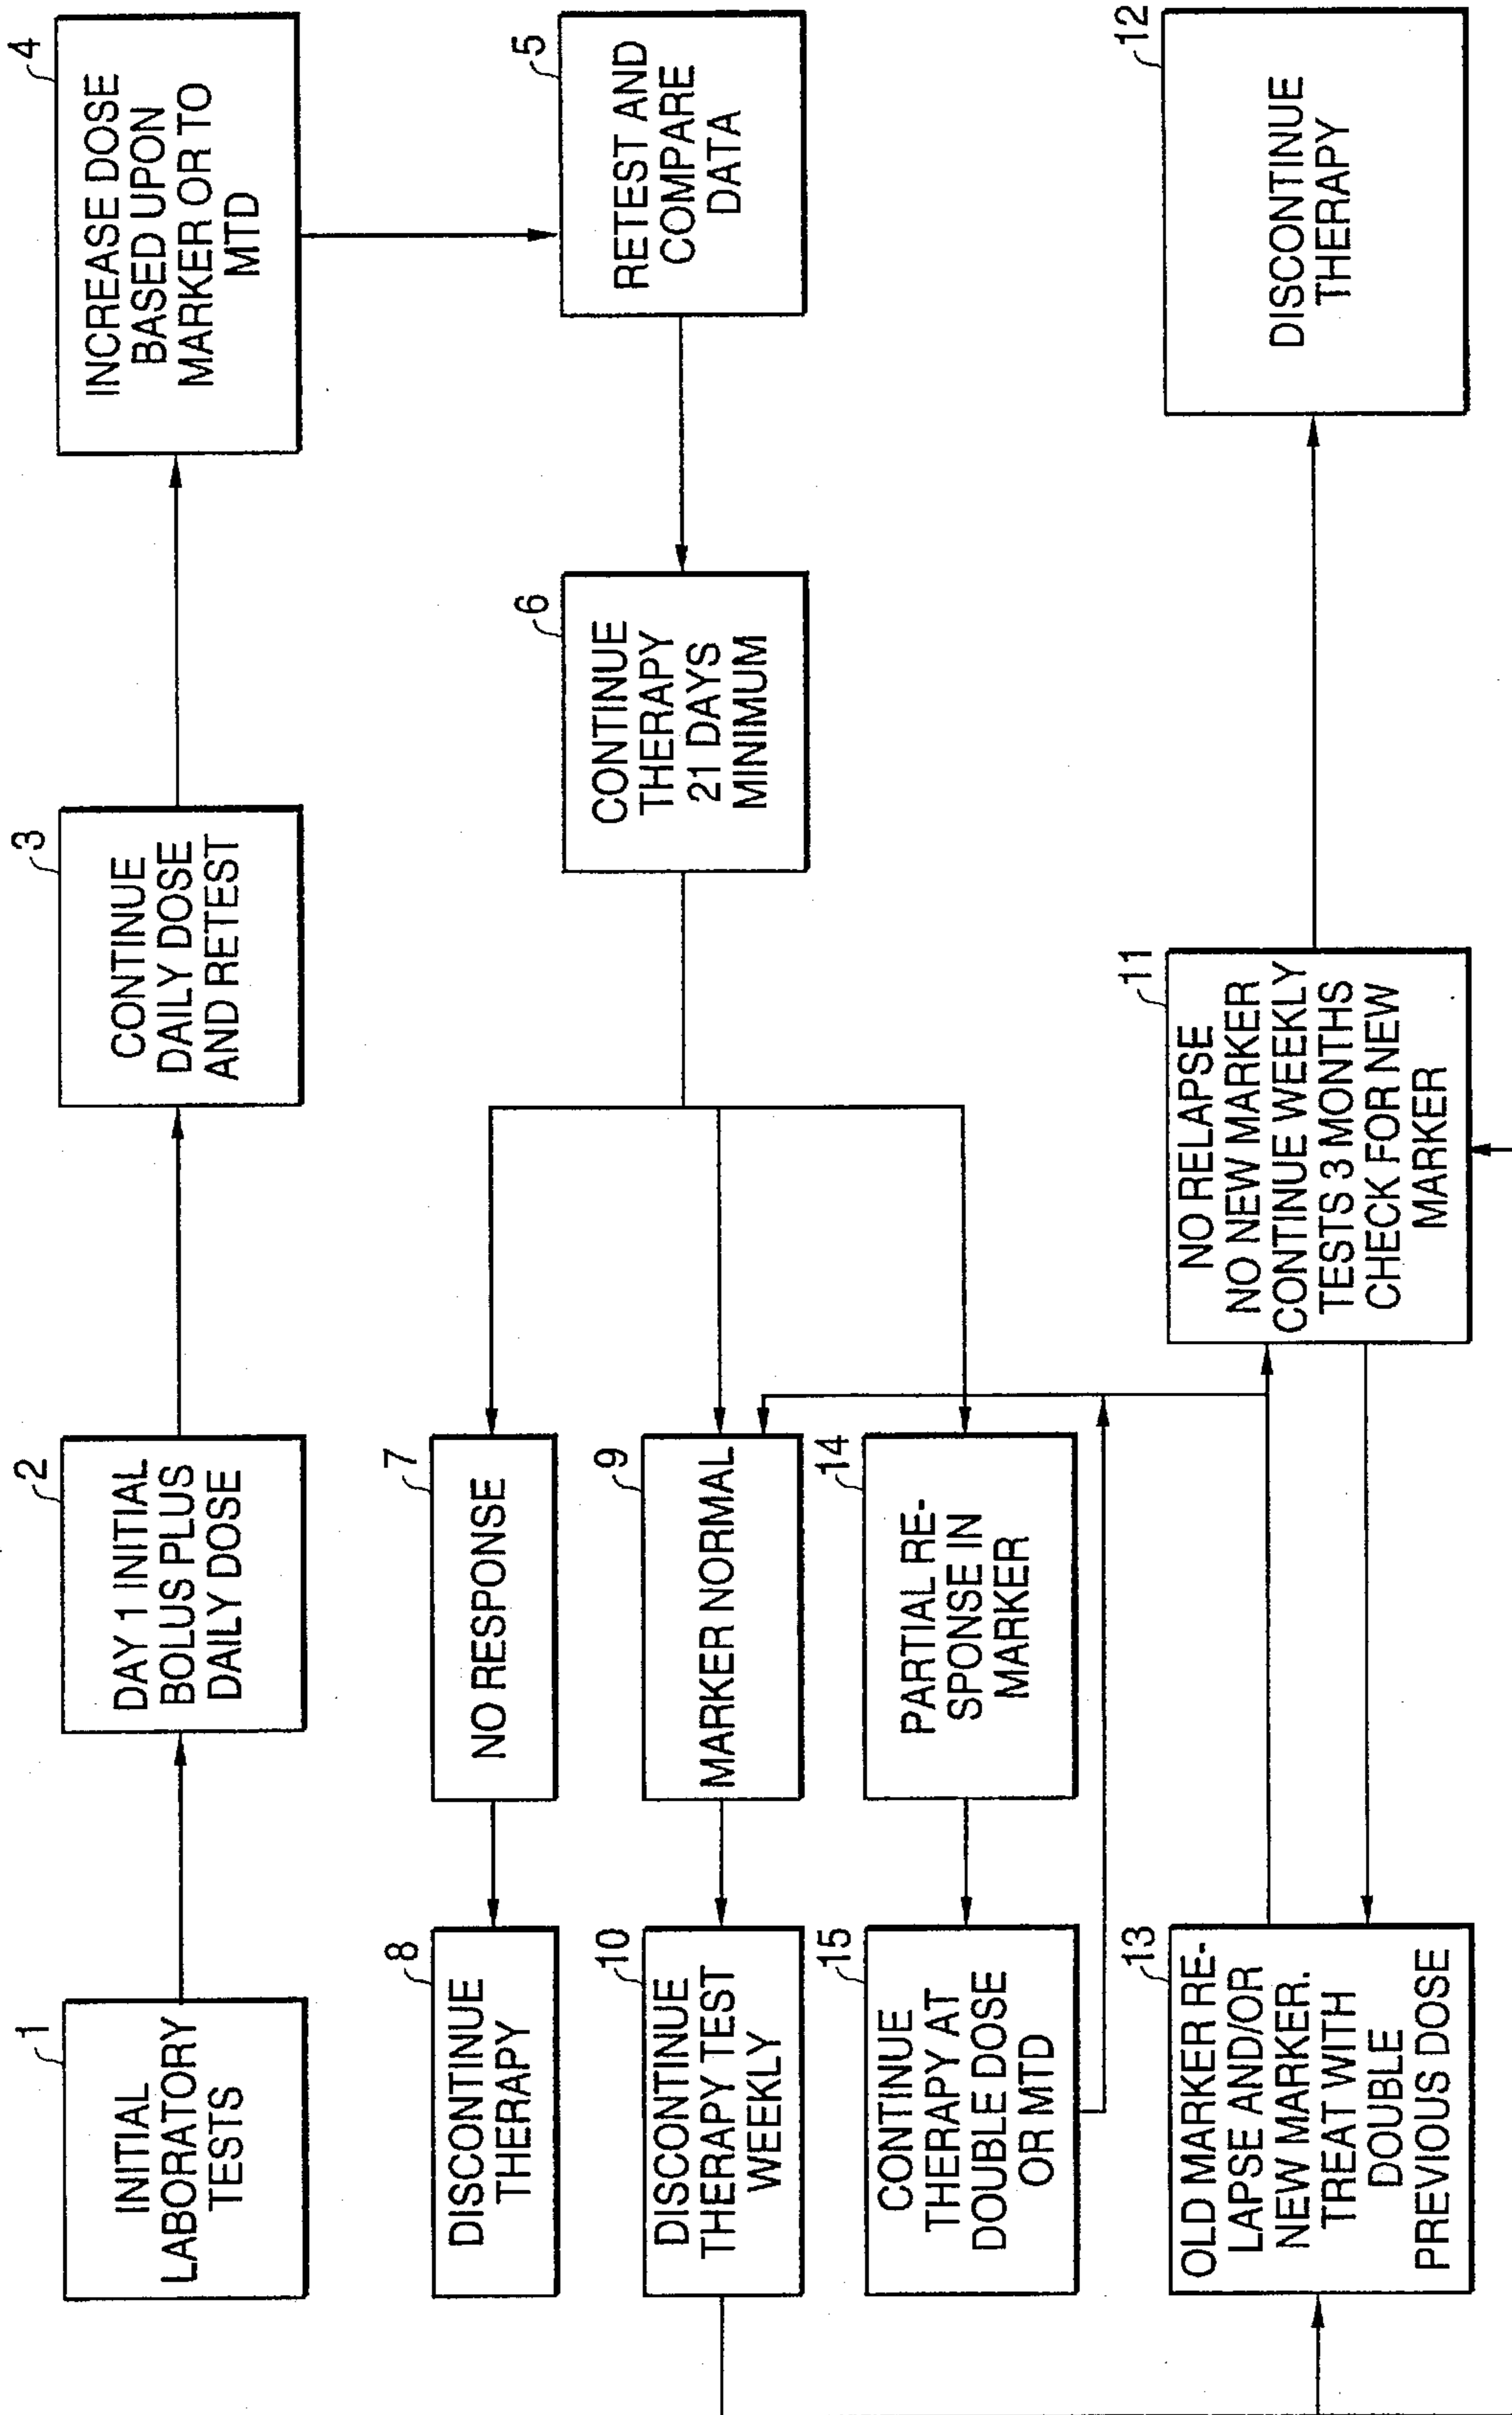 1
INITIAL
LABORATORY
TESTS
2
DAY 1 INITIAL
BOLUS PLUS
DAILY DOSE
3
CONTINUE
DAILY DOSE
AND RETEST
4
INCREASE DOSE
BASED UPON
MARKER OR TO
MTD
5
RETEST AND
COMPARE
DATA
6
CONTINUE
THERAPY
21 DAYS
MINIMUM
7
NO RESPONSE
8
DISCONTINUE
THERAPY
9
MARKER NORMAL
10
DISCONTINUE
THERAPY TEST
WEEKLY
14
PARTIAL RE-
SPONSE IN
MARKER
15
CONTINUE
THERAPY AT
DOUBLE DOSE
OR MTD
13
OLD MARKER RE-
LAPSE AND/OR
NEW MARKER.
TREAT WITH
DOUBLE
PREVIOUS DOSE
11
NO RELAPSE
NO NEW MARKER
CONTINUE WEEKLY
TESTS 3 MONTHS
CHECK FOR NEW
MARKER
12
DISCONTINUE
THERAPY